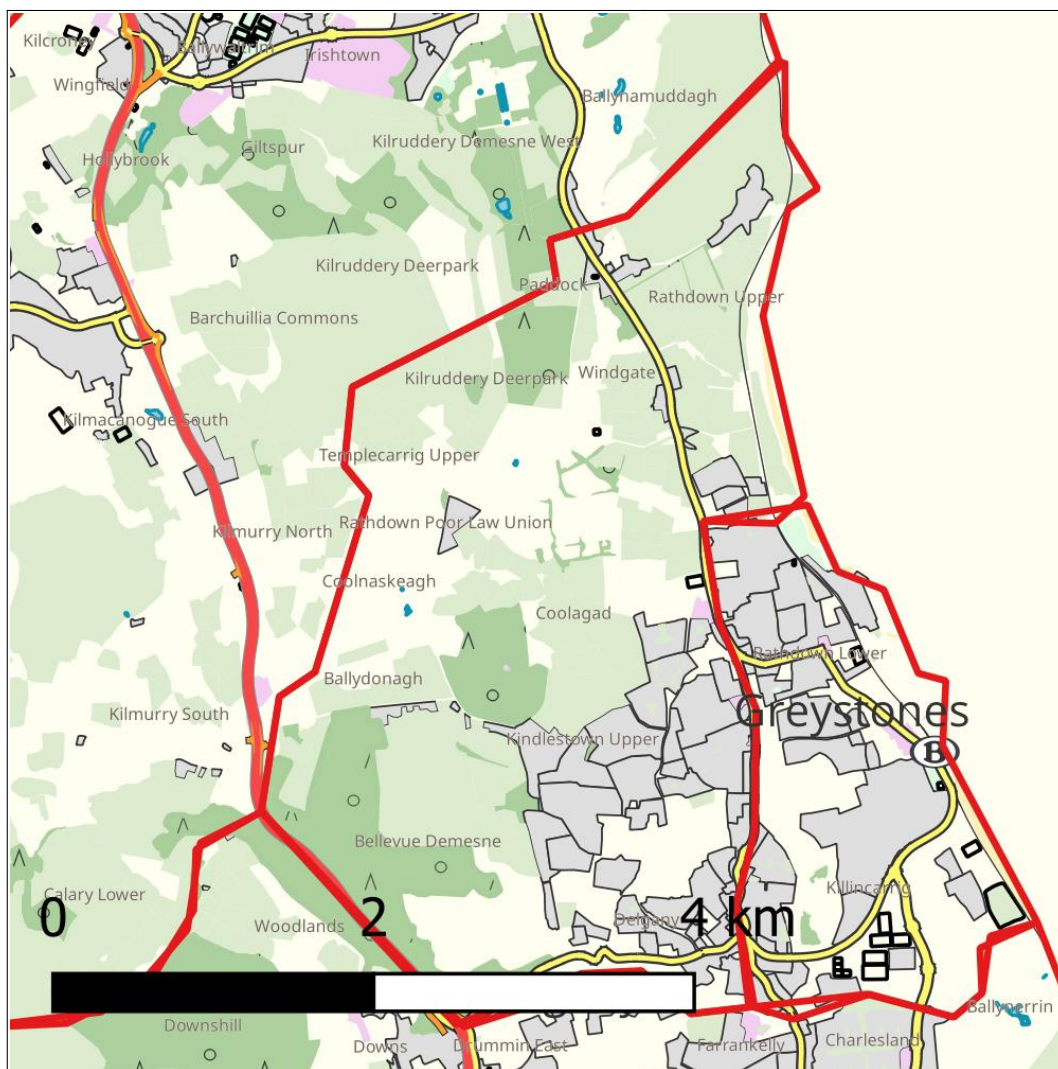 Kilcroney
Ballywaltrim
Irishtown
Wingfield
Ballynamuddagh
Hollybrook
Giltspur
Kilruddery Demesne West
Kilruddery Deerpark
Paddock
Rathdown Upper
Barchuillia Commons
Kilruddery Deerpark
Windgate
Kilmacanogue South
Templecarrig Upper
Kilmurry North
Rathdown Poor Law Union
Coolnaskeagh
Coolagad
Rathdown Lower
Ballydonagh
Kilmurry South
Greystones
Kindlestown Upper
B
Bellevue Demesne
Calary Lower
Killincarrig
Woodlands
Delgany
0 2 4 km
Ballynerrin
Downshill
Downs
Drummin East
Farrankelly
Charlesland